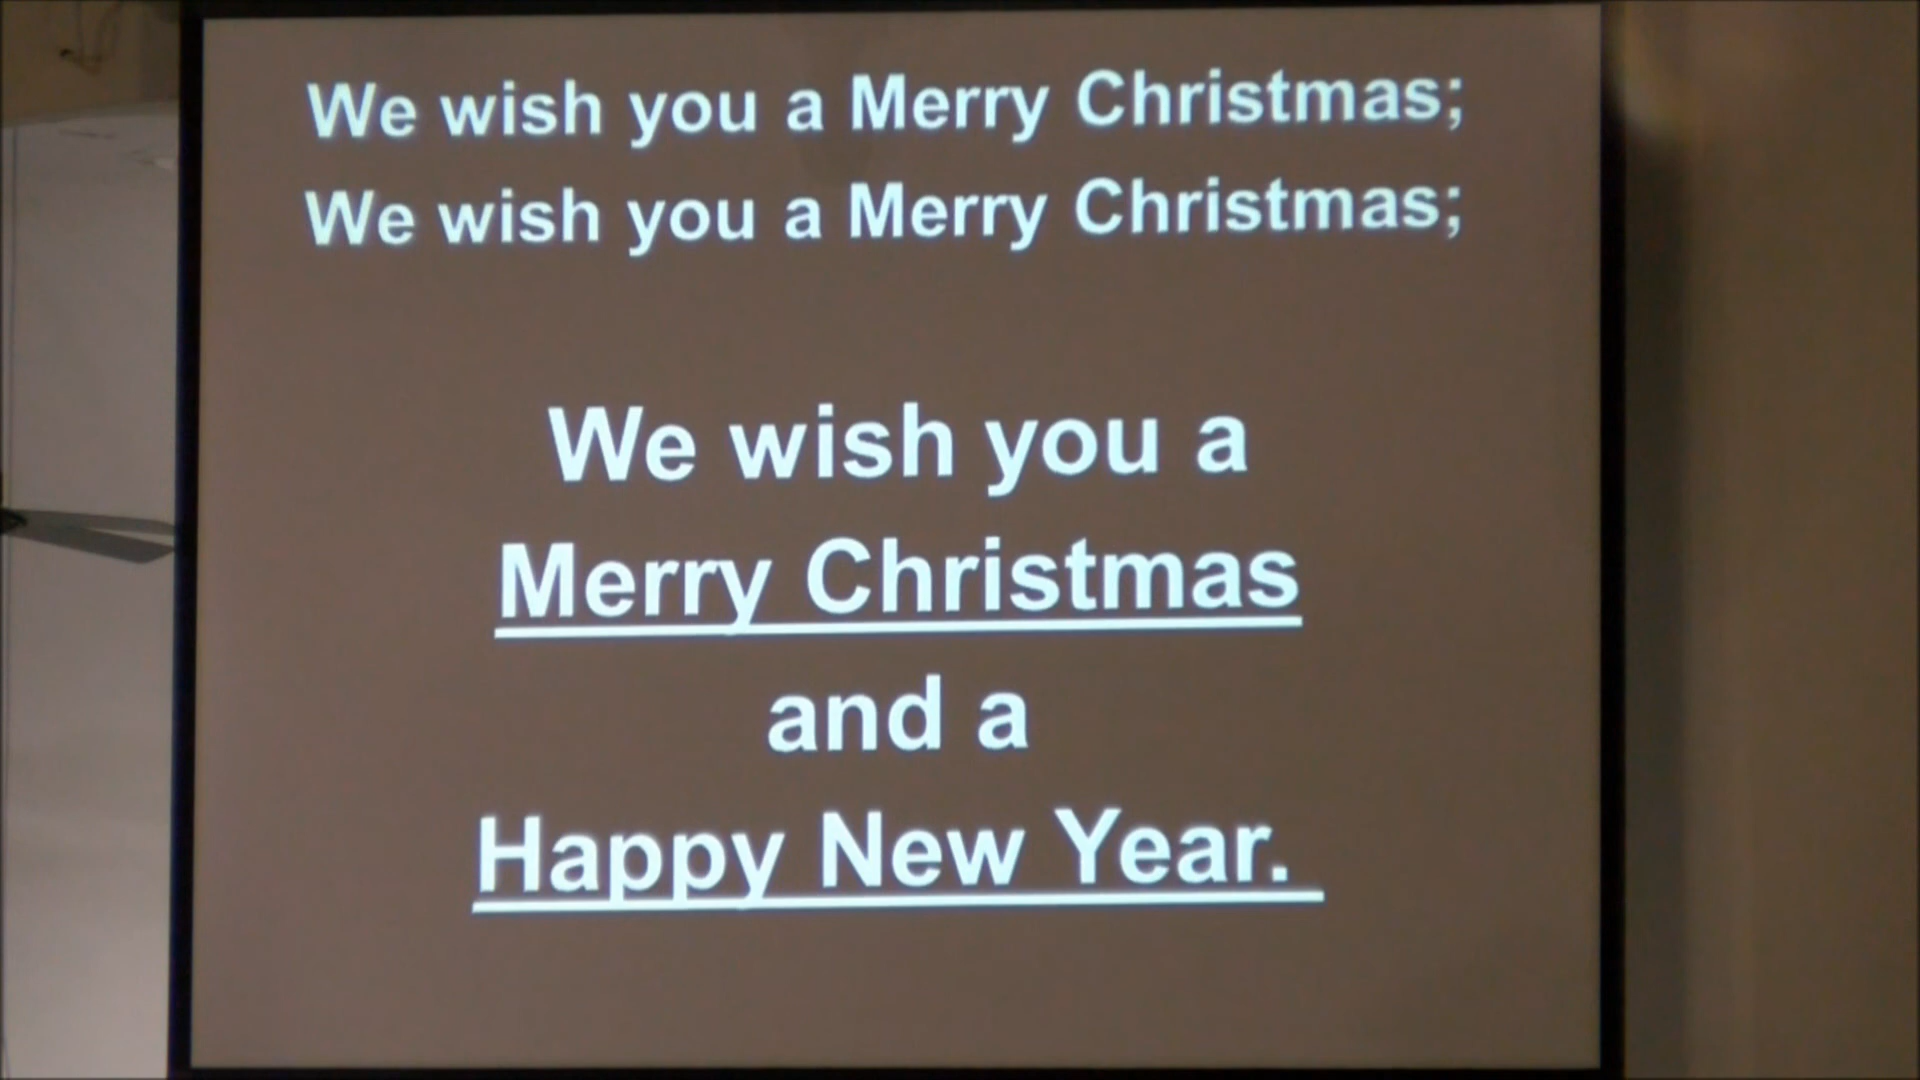 We wish you a Merry Christmas;
We wish you a Merry Christmas;
We wish you a
Merry Christmas
and a
Happy New Year.